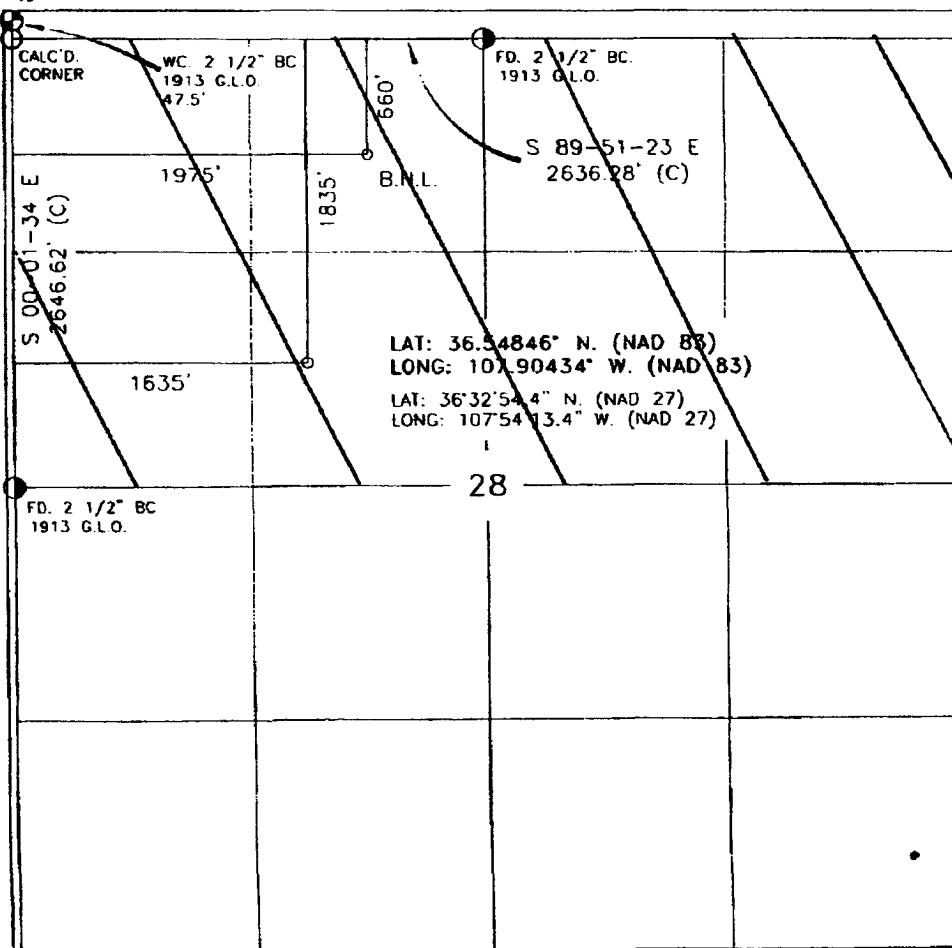 CALC'D.
CORNER
WC. 2 1/2" BC
1913 G.L.O.
47.5'
FD. 2 1/2" BC.
1913 G.L.O.
660'
S 89-51-23 E
2636.28' (C)
1975'
B.H.L.
1835'
S 00-01-34 E
2646.62' (C)
LAT: 36.54846° N. (NAD 83)
LONG: 107.90434° W. (NAD 83)
1635'
LAT: 36°32'54.4" N. (NAD 27)
LONG: 107°54'13.4" W. (NAD 27)
28
FD. 2 1/2" BC
1913 G.L.O.